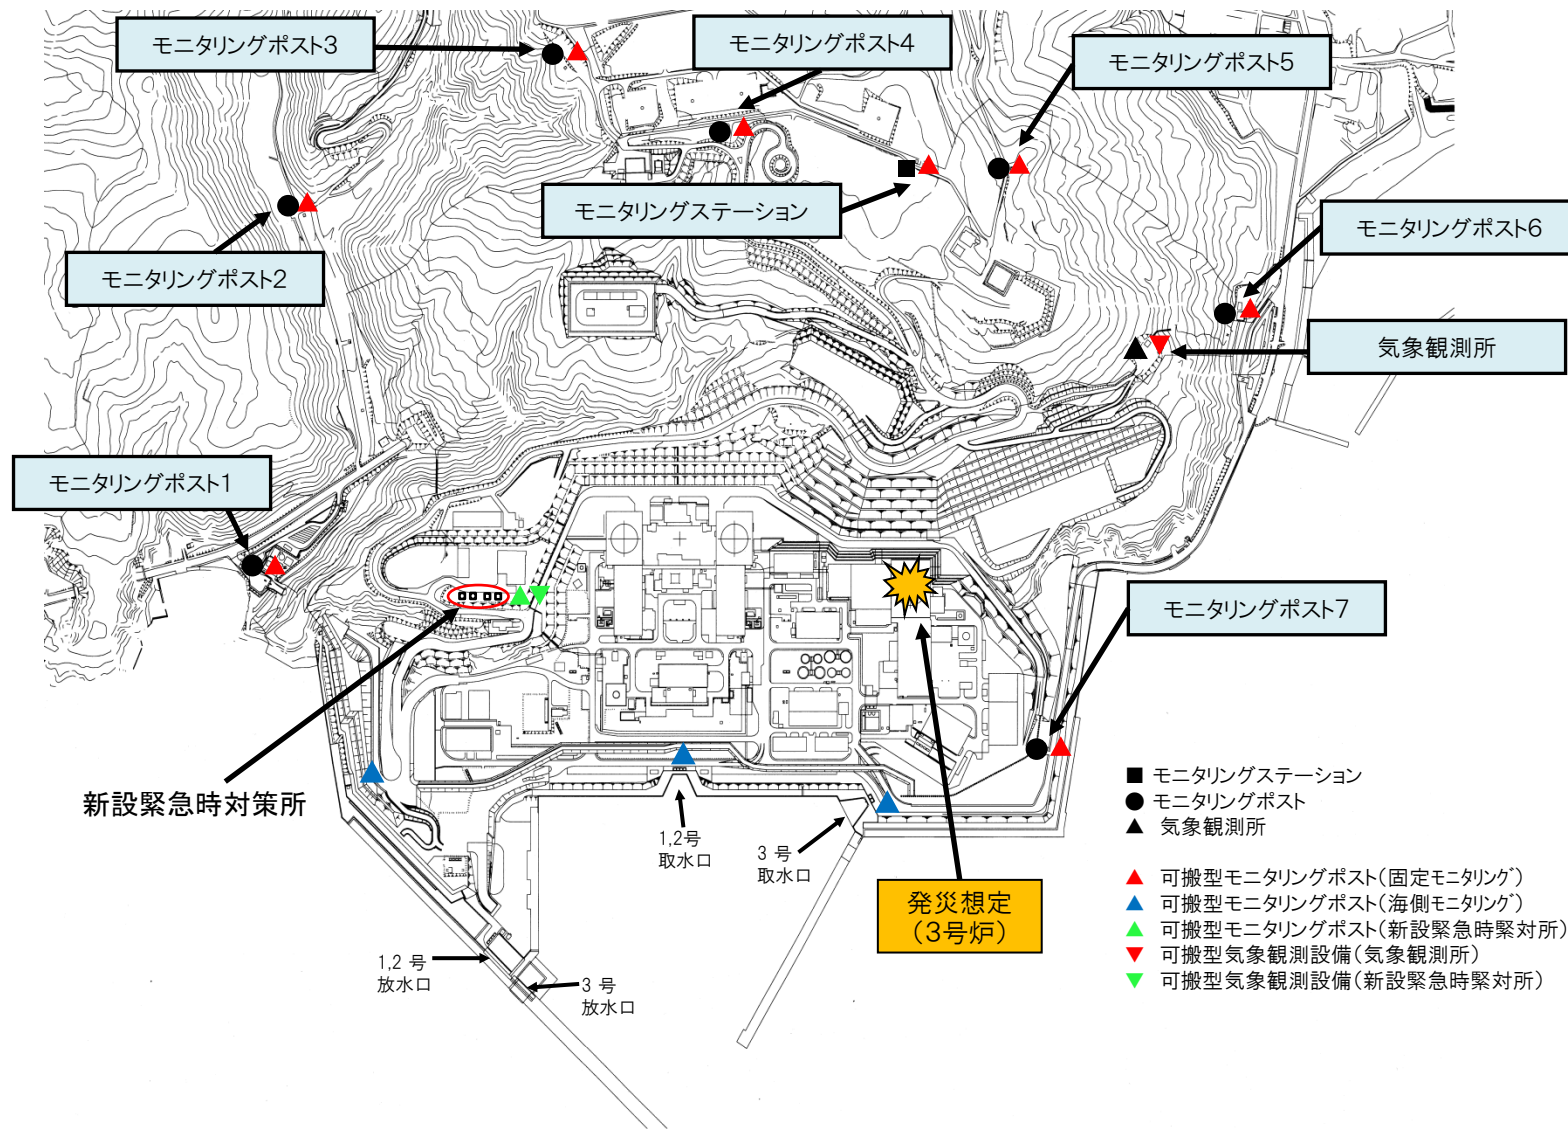 モニタリングポスト3
モニタリングポスト4
モニタリングポスト5
モニタリングステーション
モニタリングポスト6
モニタリングポスト2
気象観測所
モニタリングポスト1
モニタリングポスト7
新設緊急時対策所
1,2号
取水口
3 号
取水口
発災想定
(3号炉)
1,2 号
放水口
3 号
放水口
■ モニタリングステーション
● モニタリングポスト
▲ 気象観測所
▲ 可搬型モニタリングポスト(固定モニタリング)
▲ 可搬型モニタリングポスト(海側モニタリング)
▲ 可搬型モニタリングポスト(新設緊急時緊対所)
▼ 可搬型気象観測設備(気象観測所)
▼ 可搬型気象観測設備(新設緊急時緊対所)